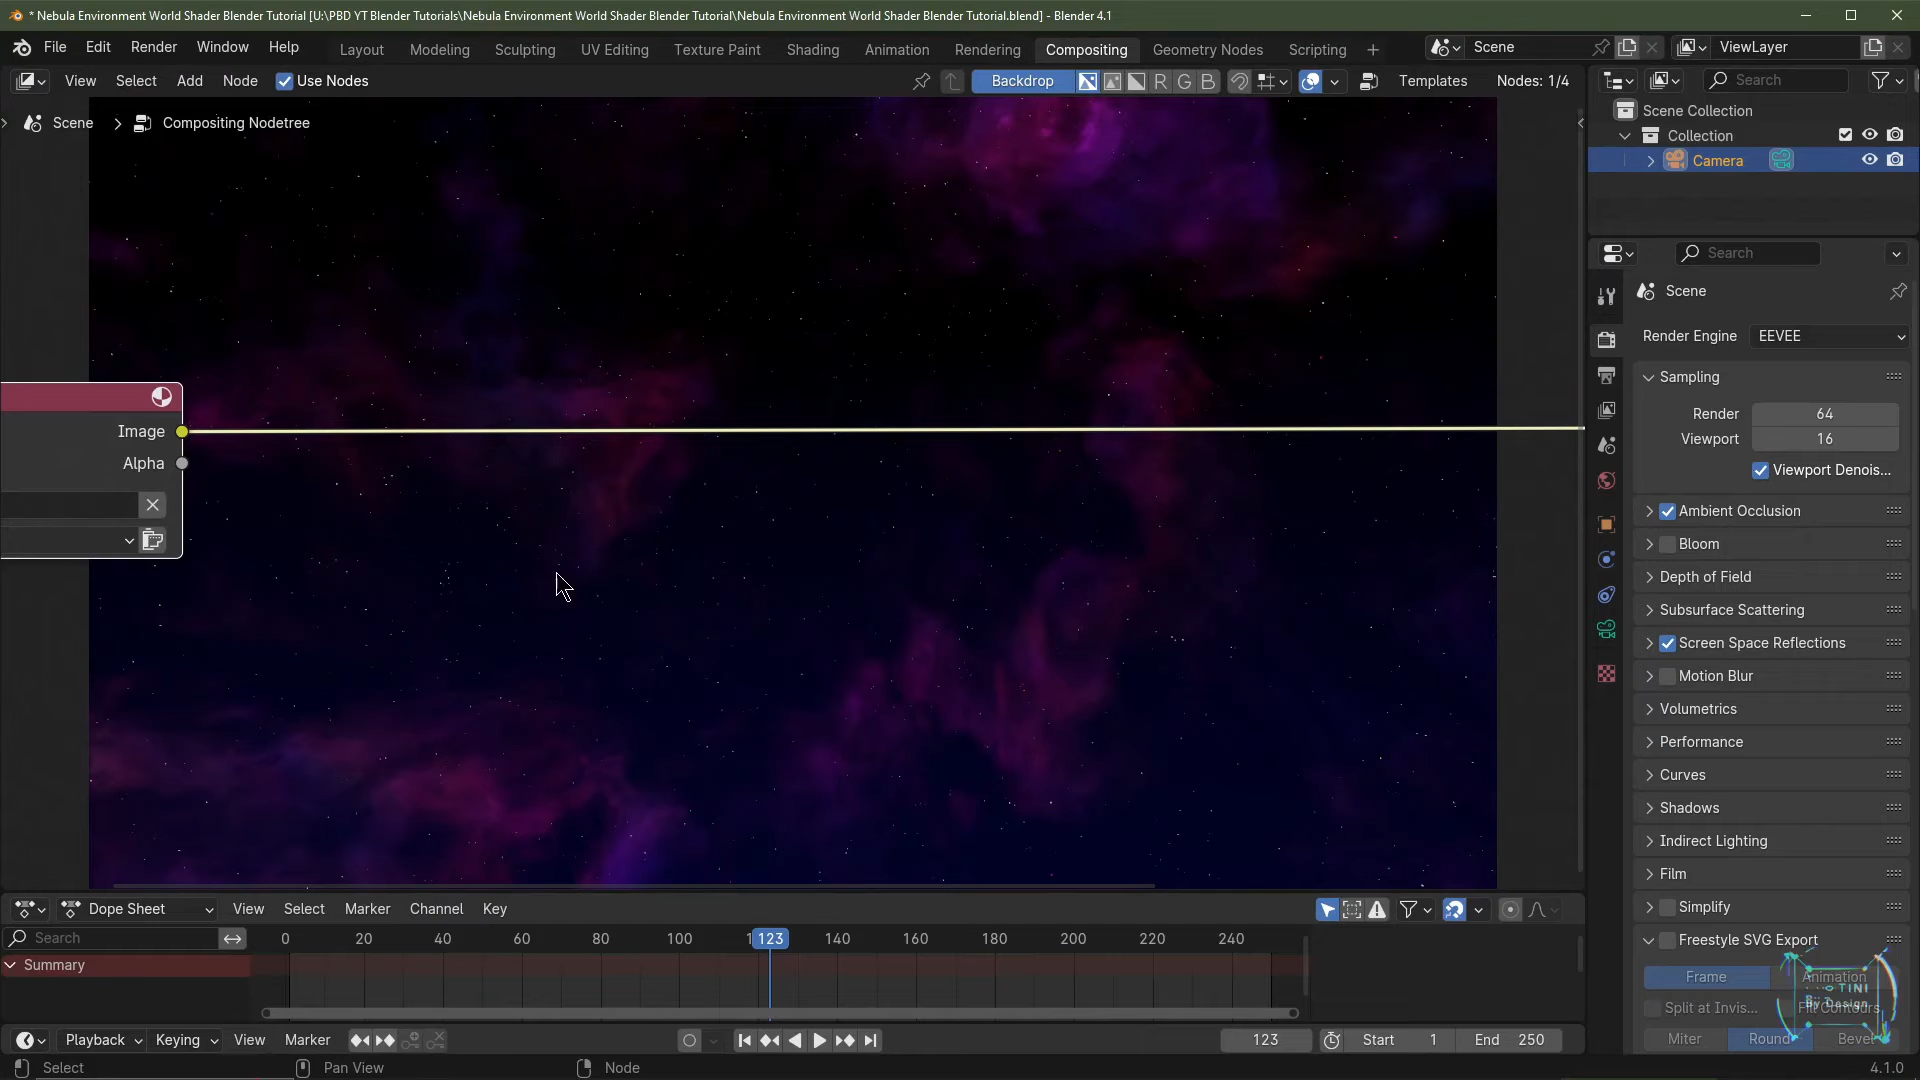 * Nebula Environment World Shader Blender Tutorial [U:\PBD YT Blender Tutorials\Nebula Environment World Shader Blender Tutorial\Nebula Environment World Shader Blender Tutorial.blend] - Blender 4.1
File Edit Render Window Help Layout Modeling Sculpting UV Editing Texture Paint Shading Animation Rendering Compositing Geometry Nodes Scripting + Scene ViewLayer
View Select Add Node Use Nodes Backdrop R G B Templates Nodes: 1/4 Search
Scene > Compositing Nodetree
Scene Collection
Collection
Camera
Search
Scene
Render Engine EEVEE
Sampling
Render 64
Viewport 16
Viewport Denois...
Image
Alpha
Ambient Occlusion
Bloom
Depth of Field
Subsurface Scattering
Screen Space Reflections
Motion Blur
Volumetrics
Performance
Curves
Shadows
Indirect Lighting
Film
Simplify
Freestyle SVG Export
Frame Animation
Split at Invis... Fill Contours
Miter Round Bevel
By Design
Dope Sheet View Select Marker Channel Key
Search 0 20 40 60 80 100 123 140 160 180 200 220 240
Summary
Playback Keying View Marker 123 Start 1 End 250
Select Pan View Node 4.1.0